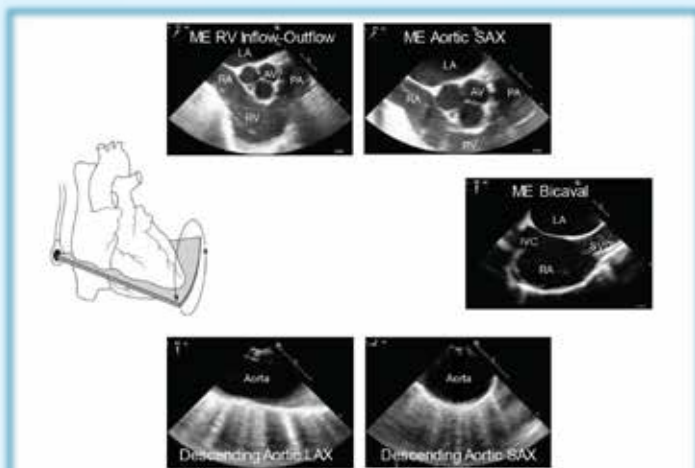 ME RV Inflow-Outflow
LA
RA
AV
PA
RV
ME Aortic SAX
LA
RA
AV
PA
RV
ME Bicaval
LA
IVC
SVC
RA
Aorta
Descending Aortic LAX
Aorta
Descending Aortic SAX